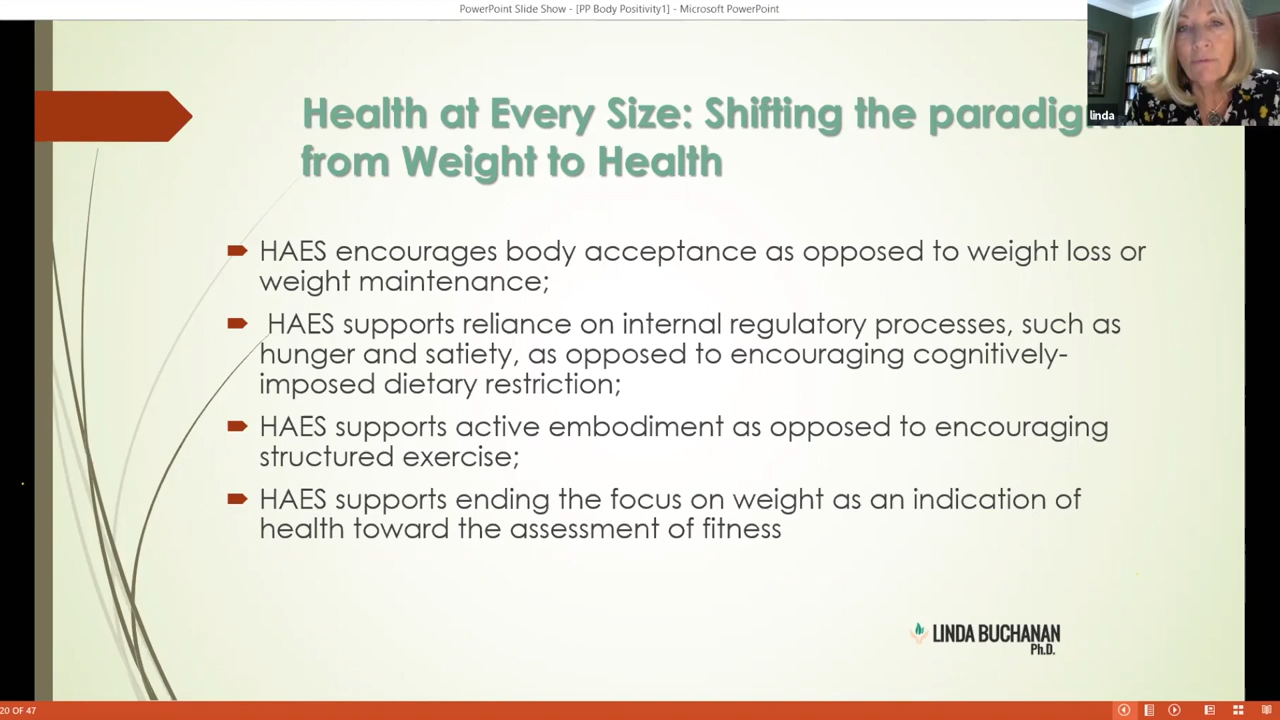 PowerPoint Slide Show - [PP Body Positivity1] - Microsoft PowerPoint
linda
Health at Every Size: Shifting the
from Weight to Health
HAES encourages body acceptance as opposed to weight loss or
weight maintenance;
HAES supports reliance on internal regulatory processes, such as
hunger and satiety, as opposed to encouraging cognitively-
imposed dietary restriction;
HAES supports active embodiment as opposed to encouraging
structured exercise;
HAES supports ending the focus on weight as an indication of
health toward the assessment of fitness
LINDA BUCHANAN
Ph.D.
20 OF 47